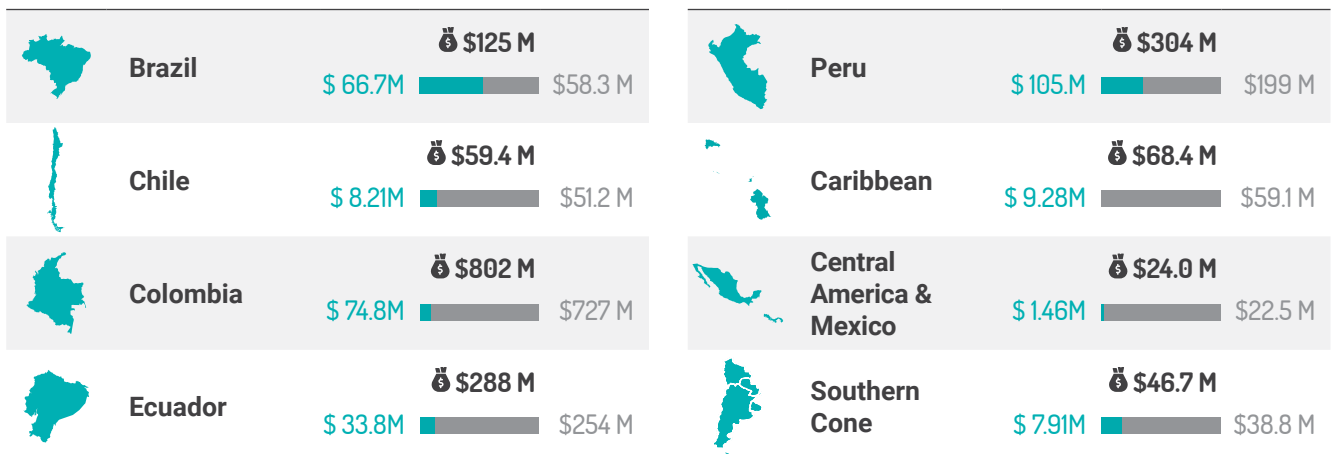 Brazil
$125 M
$ 66.7M
$58.3 M
Chile
$59.4 M
$ 8.21M
$51.2 M
Colombia
$802 M
$ 74.8M
$727 M
Ecuador
$288 M
$ 33.8M
$254 M
Peru
$304 M
$ 105.M
$199 M
Caribbean
$68.4 M
$ 9.28M
$59.1 M
Central
America &
Mexico
$24.0 M
$ 1.46M
$22.5 M
Southern
Cone
$46.7 M
$ 7.91M
$38.8 M